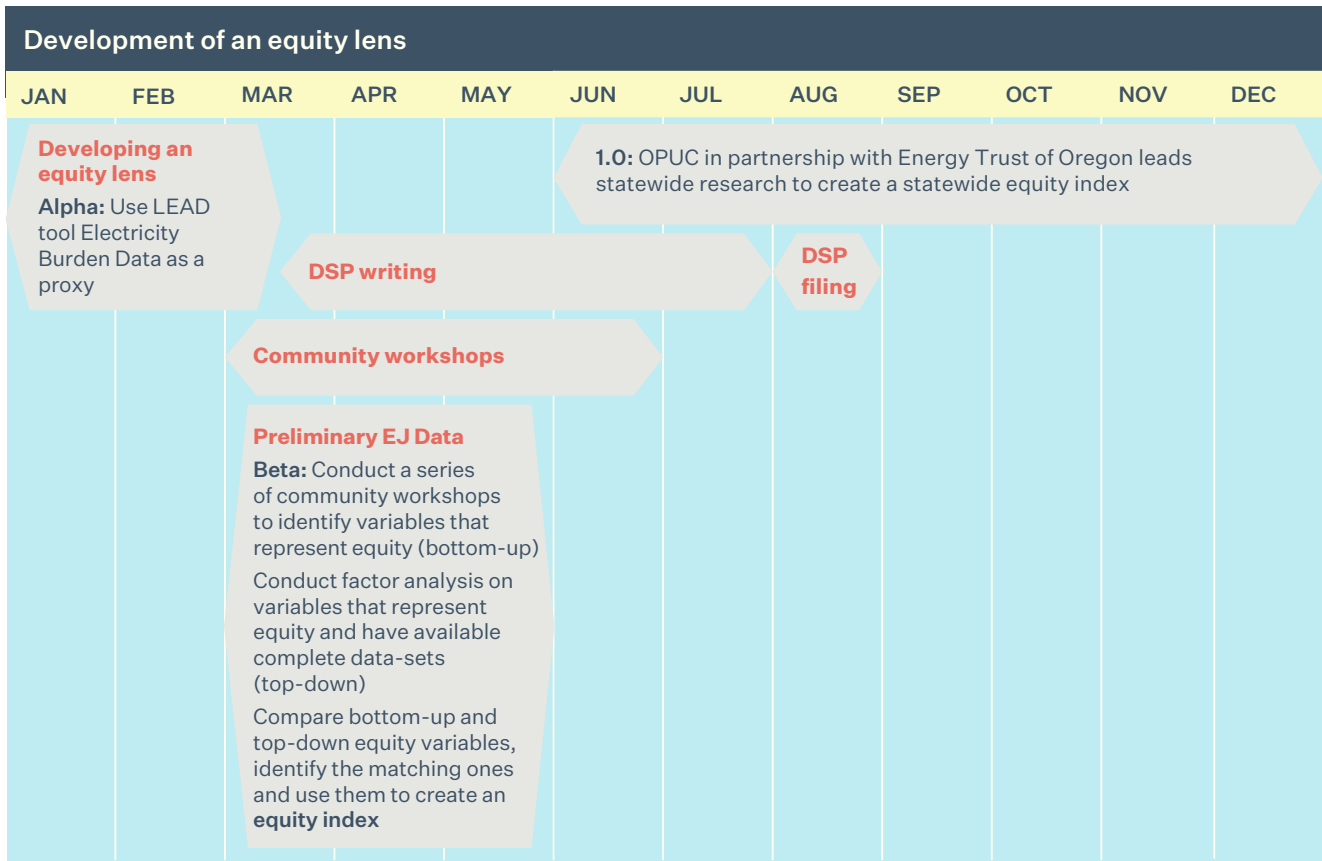 Development of an equity lens
JAN FEB MAR APR MAY JUN JUL AUG SEP OCT NOV DEC
Developing an
equity lens
Alpha: Use LEAD
tool Electricity
Burden Data as a
proxy
1.0: OPUC in partnership with Energy Trust of Oregon leads
statewide research to create a statewide equity index
DSP writing
DSP
filing
Community workshops
Preliminary EJ Data
Beta: Conduct a series
of community workshops
to identify variables that
represent equity (bottom-up)
Conduct factor analysis on
variables that represent
equity and have available
complete data-sets
(top-down)
Compare bottom-up and
top-down equity variables,
identify the matching ones
and use them to create an
equity index